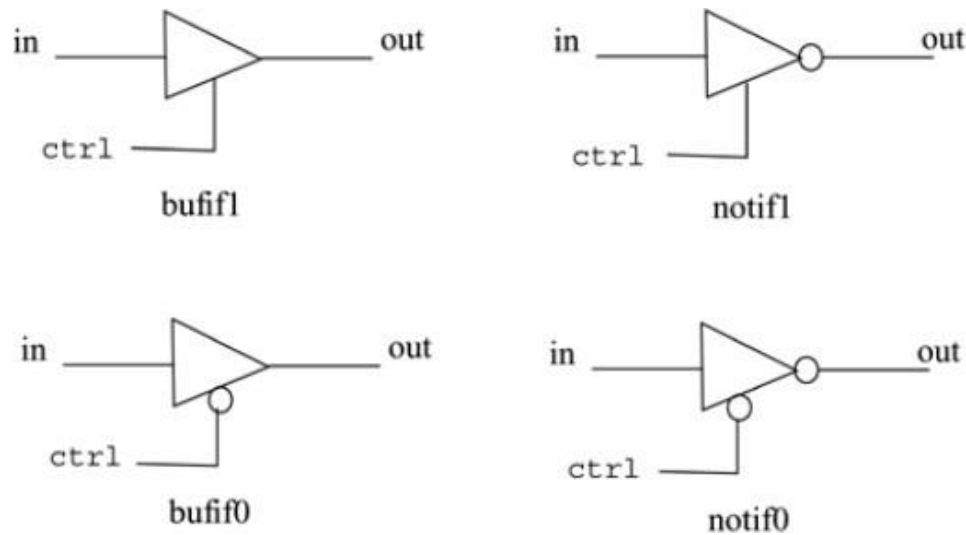 in out
ctrl
bufif1
in out
ctrl
notif1
in out
ctrl
bufif0
in out
ctrl
notif0